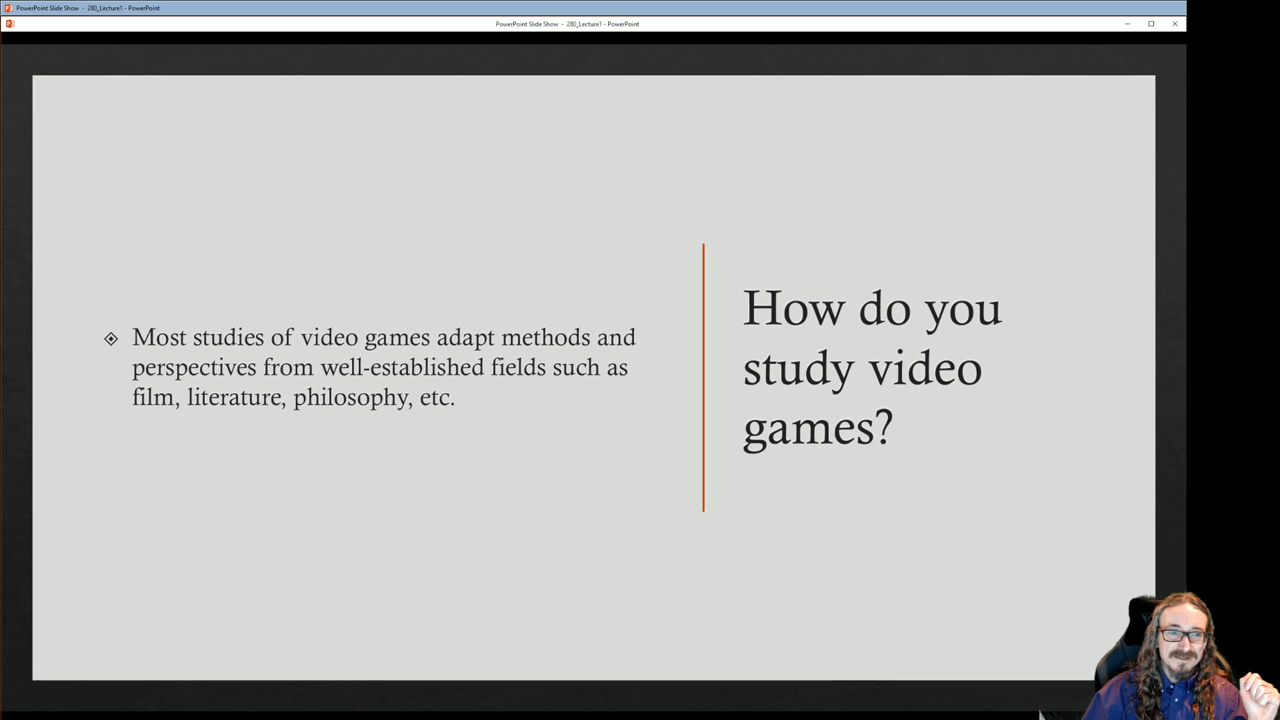 PowerPoint Slide Show - 280_Lecture1 - PowerPoint
PowerPoint Slide Show - 280_Lecture1 - PowerPoint
Most studies of video games adapt methods and
perspectives from well-established fields such as
film, literature, philosophy, etc.
How do you
study video
games?